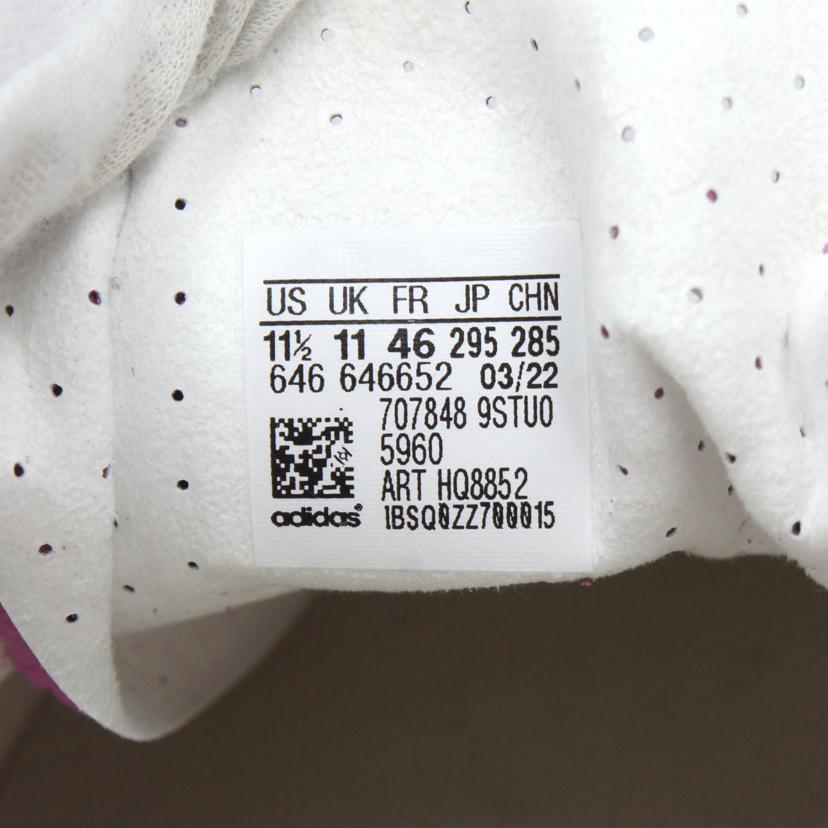 US UK FR JP CHN
11½ 11 46 295 285
646 646652 03/22
707848 9STU0
5960
ART HQ8852
adidas®
1BSQ0ZZ700015